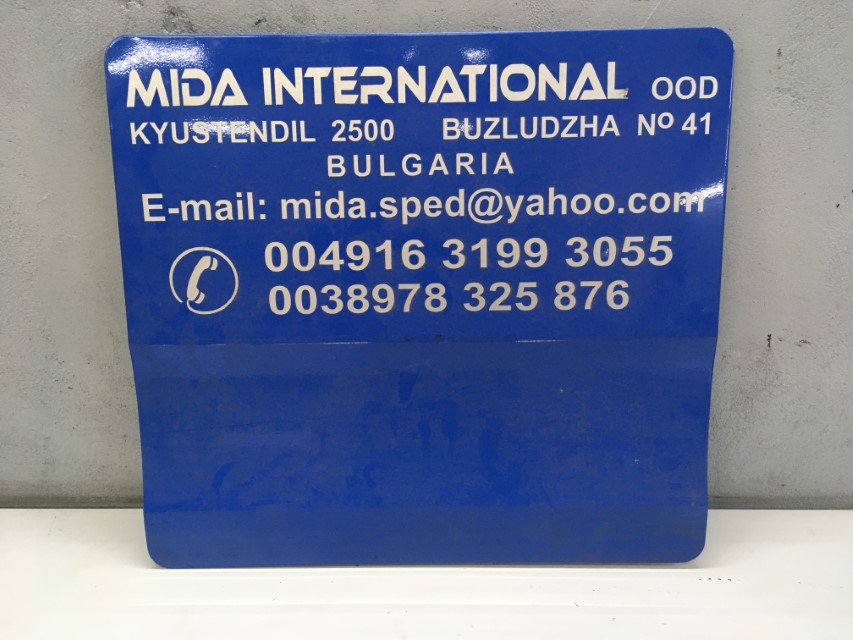 MIDA INTERNATIONAL OOD
KYUSTENDIL 2500 BUZLUDZHA Nº 41
BULGARIA
E-mail: mida.sped@yahoo.com
004916 3199 3055
0038978 325 876